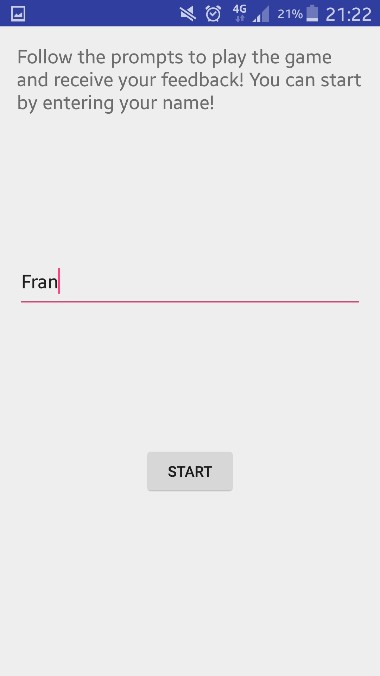 4G 21% 21:22
Follow the prompts to play the game
and receive your feedback! You can start
by entering your name!
Fran
START